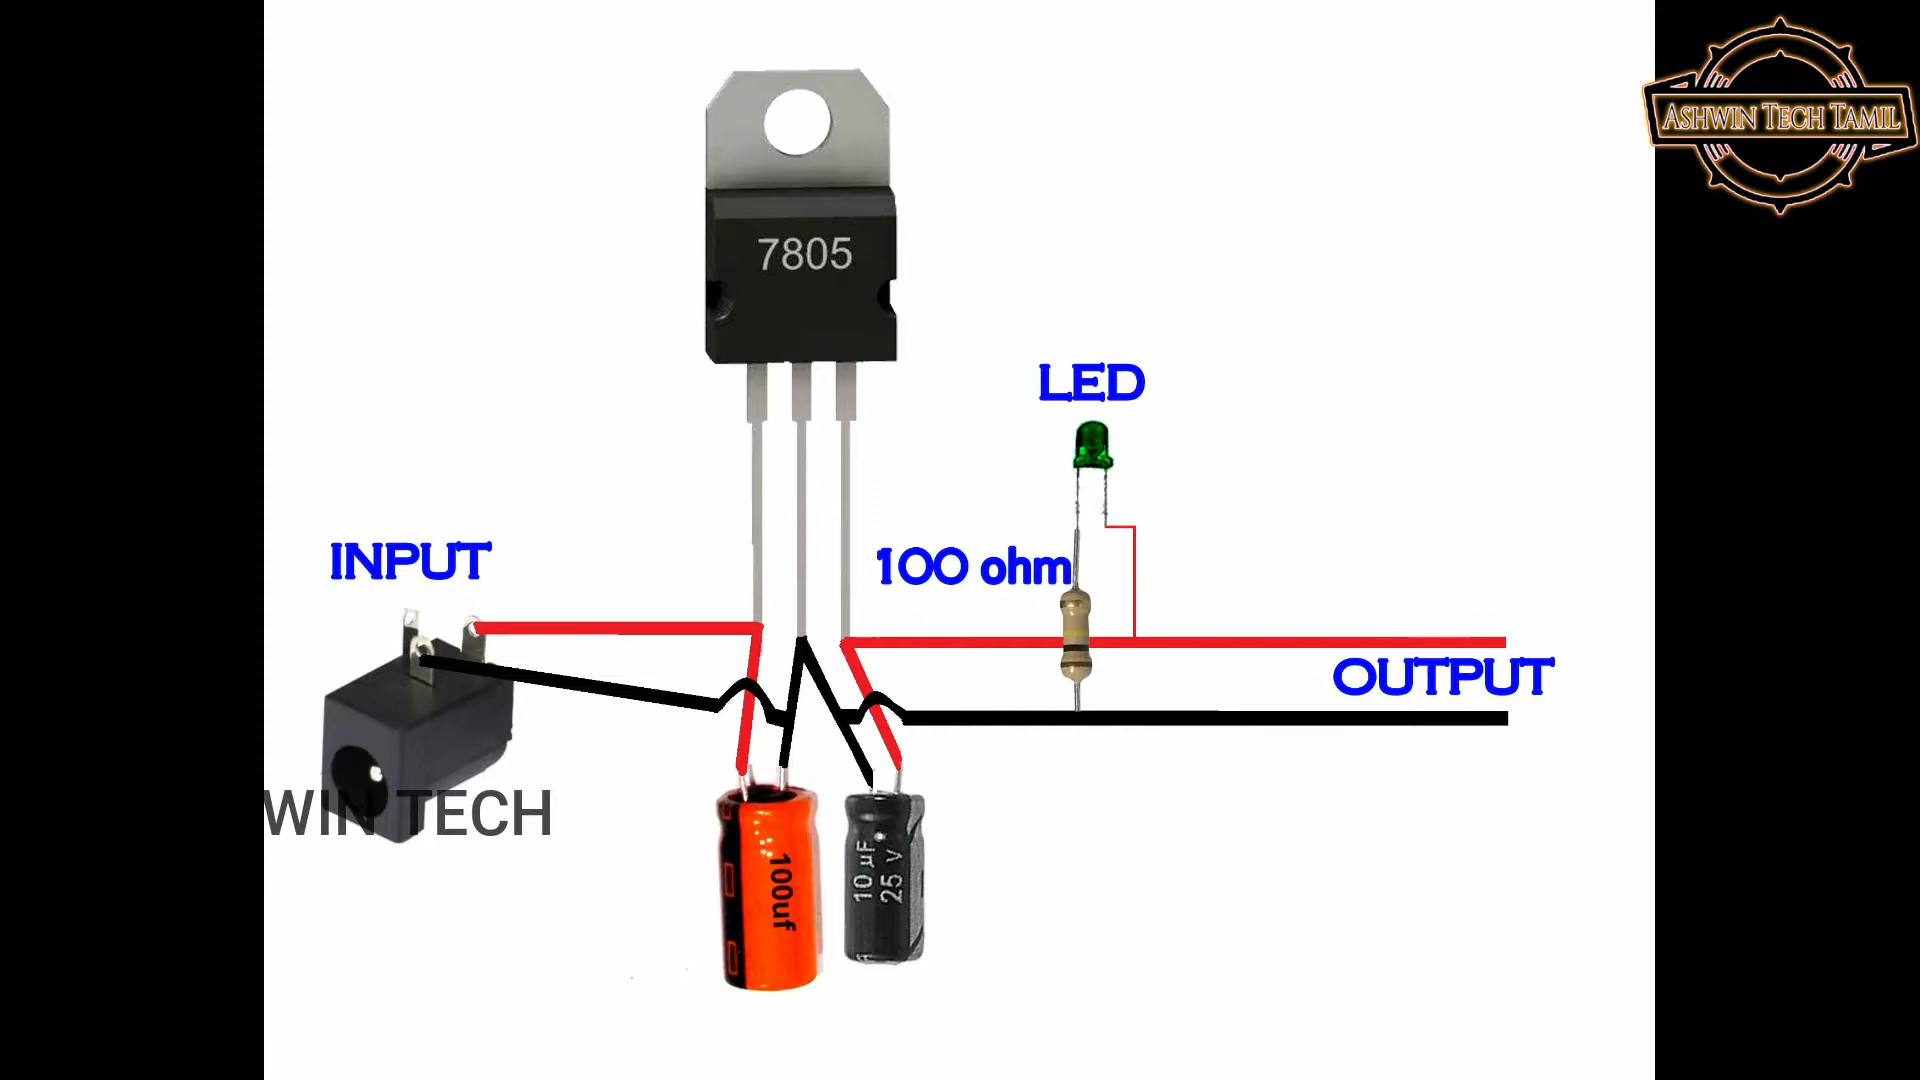 ASHWIN TECH TAMIL
7805
LED
INPUT
100 ohm
OUTPUT
WIN TECH
100uf
10 µF
25 V